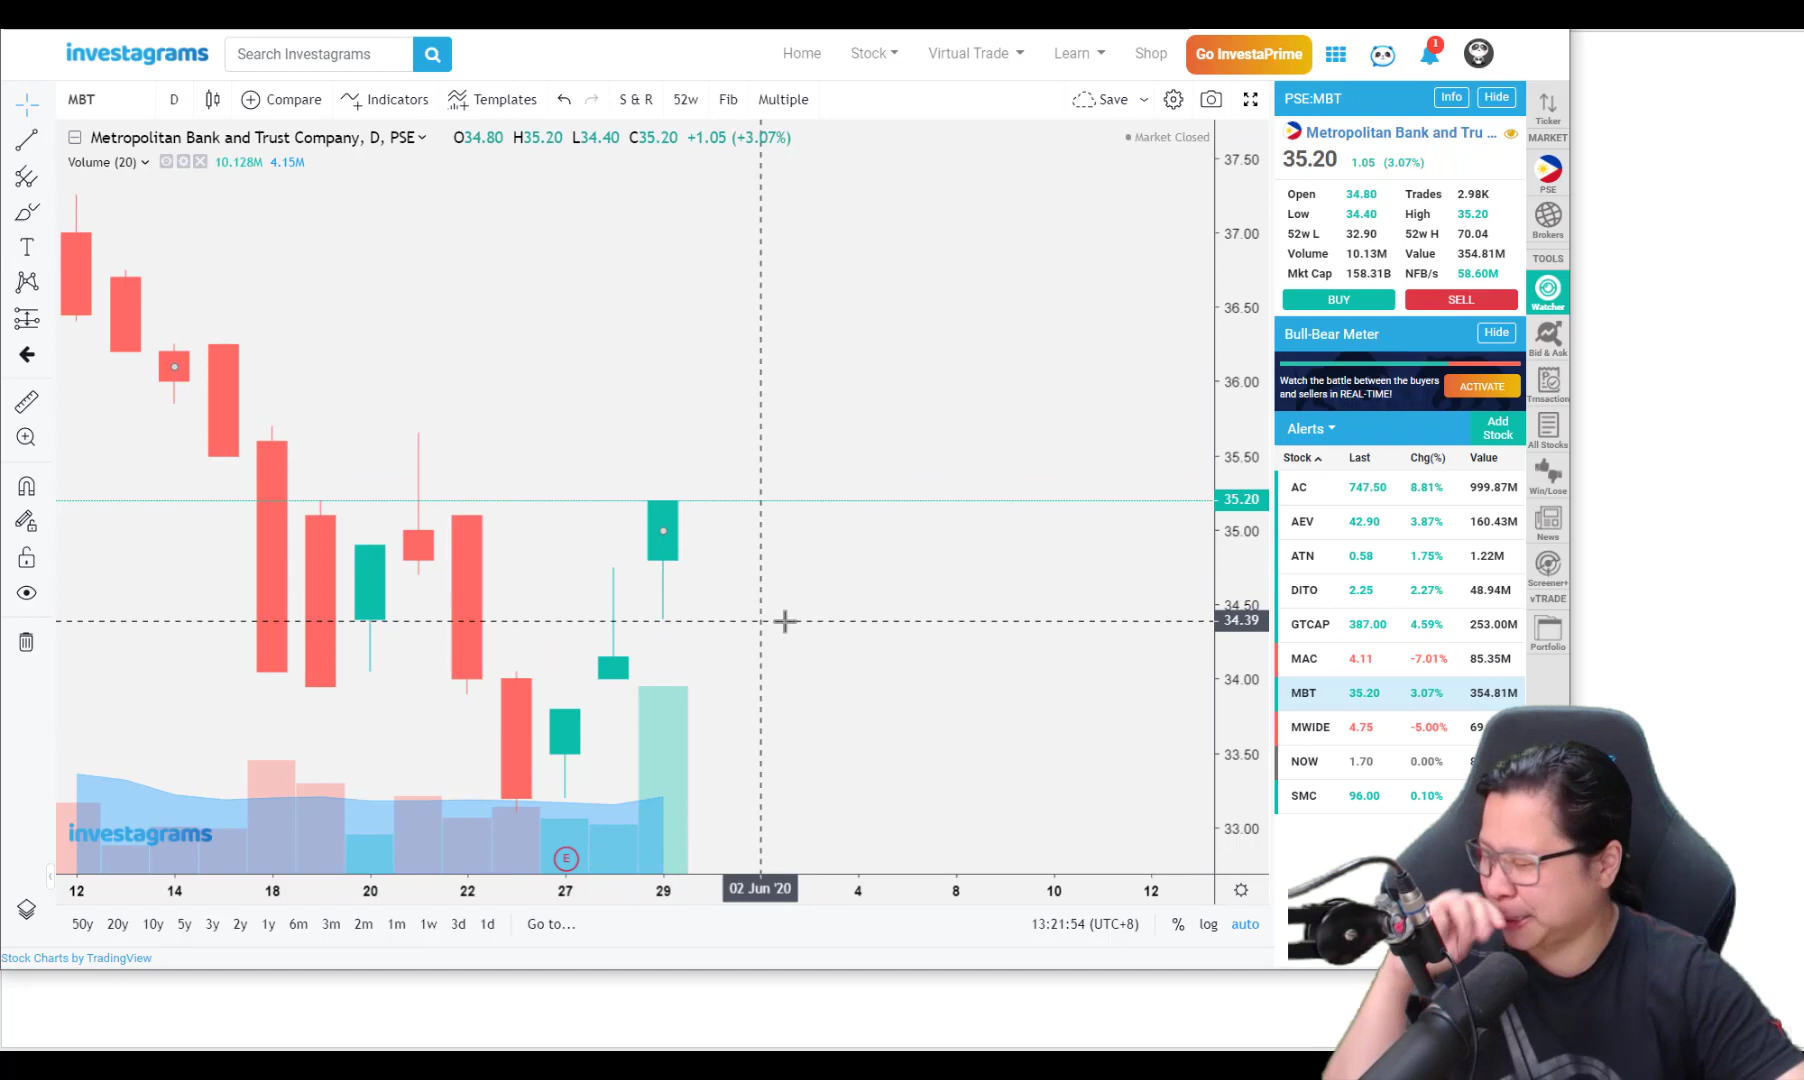 investagrams Search Investagrams Home Stock Virtual Trade Learn Shop Go InvestaPrime 1
MBT D Compare Indicators Templates S & R 52w Fib Multiple Save
Metropolitan Bank and Trust Company, D, PSE O34.80 H35.20 L34.40 C35.20 +1.05 (+3.07%) Market Closed
Volume (20) 10.128M 4.15M
37.50
37.00
36.50
36.00
35.50
35.20
35.00
34.50
34.39
34.00
33.50
33.00
investagrams
E
12 14 18 20 22 27 29 02 Jun '20 4 8 10 12
50y 20y 10y 5y 3y 2y 1y 6m 3m 2m 1m 1w 3d 1d Go to... 13:21:54 (UTC+8) % log auto
Stock Charts by TradingView
PSE:MBT Info Hide
Metropolitan Bank and Tru ...
35.20 1.05 (3.07%)
Open 34.80 Trades 2.98K
Low 34.40 High 35.20
52w L 32.90 52w H 70.04
Volume 10.13M Value 354.81M
Mkt Cap 158.31B NFB/s 58.60M
BUY SELL
Bull-Bear Meter Hide
Watch the battle between the buyers
and sellers in REAL-TIME!
ACTIVATE
Alerts Add
Stock
Stock Last Chg(%) Value
AC 747.50 8.81% 999.87M
AEV 42.90 3.87% 160.43M
ATN 0.58 1.75% 1.22M
DITO 2.25 2.27% 48.94M
GTCAP 387.00 4.59% 253.00M
MAC 4.11 -7.01% 85.35M
MBT 35.20 3.07% 354.81M
MWIDE 4.75 -5.00% 69
NOW 1.70 0.00%
SMC 96.00 0.10%
Ticker
MARKET
PSE
Brokers
TOOLS
Watcher
Bid & Ask
Trnsaction
All Stocks
Win/Lose
News
Screener+
vTRADE
Portfolio